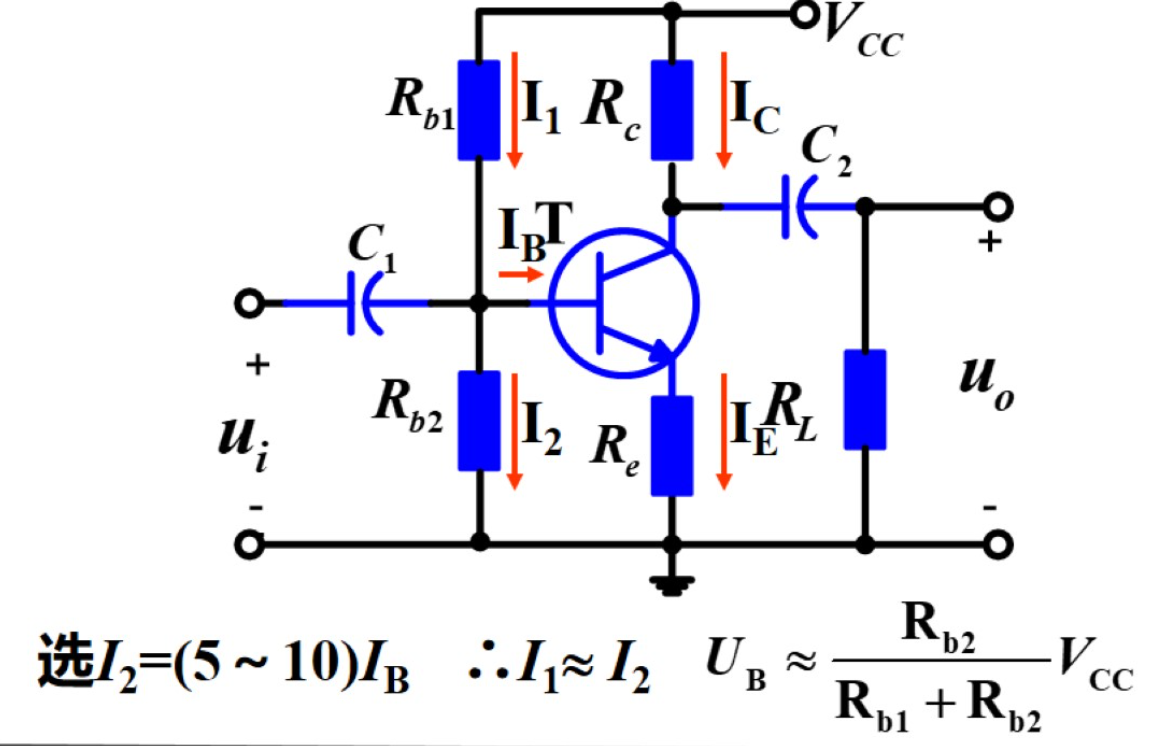 V_CC
R_b1 I_1 R_c I_C
C_2
C_1 I_B T
+ +
R_b2 I_2 R_e I_E R_L
u_i u_o
- -
选I_2=(5～10)I_B ∴I_1≈ I_2 U_B ≈ R_b2 / (R_b1 + R_b2) V_CC